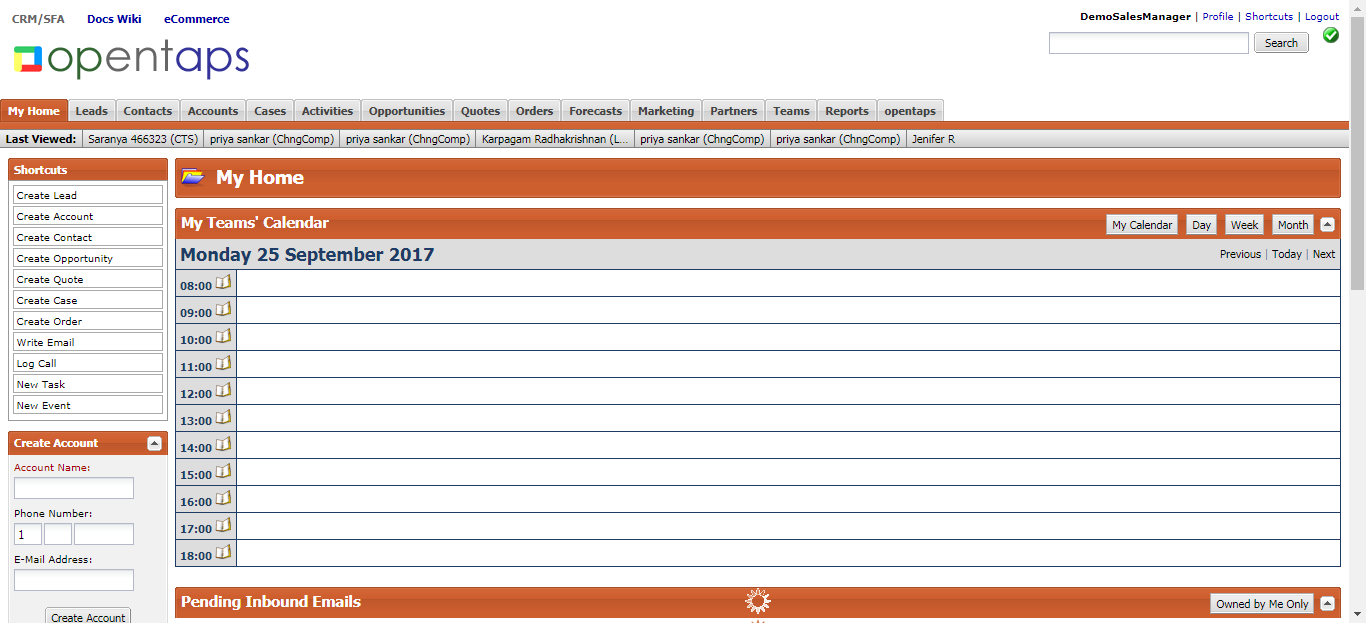 CRM/SFA Docs Wiki eCommerce
DemoSalesManager | Profile | Shortcuts | Logout
opentaps
Search
My Home Leads Contacts Accounts Cases Activities Opportunities Quotes Orders Forecasts Marketing Partners Teams Reports opentaps
Last Viewed: Saranya 466323 (CTS) priya sankar (ChngComp) priya sankar (ChngComp) Karpagam Radhakrishnan (L... priya sankar (ChngComp) priya sankar (ChngComp) Jenifer R
Shortcuts
Create Lead
Create Account
Create Contact
Create Opportunity
Create Quote
Create Case
Create Order
Write Email
Log Call
New Task
New Event
Create Account
Account Name:
Phone Number:
1
E-Mail Address:
Create Account
My Home
My Teams' Calendar
My Calendar Day Week Month
Monday 25 September 2017
Previous | Today | Next
08:00
09:00
10:00
11:00
12:00
13:00
14:00
15:00
16:00
17:00
18:00
Pending Inbound Emails
Owned by Me Only